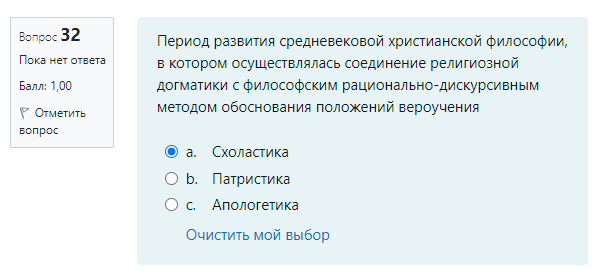 Вопрос 32
Пока нет ответа
Балл: 1,00
Отметить
вопрос
Период развития средневековой христианской философии,
в котором осуществлялась соединение религиозной
догматики с философским рационально-дискурсивным
методом обоснования положений вероучения
a. Схоластика
b. Патристика
c. Апологетика
Очистить мой выбор